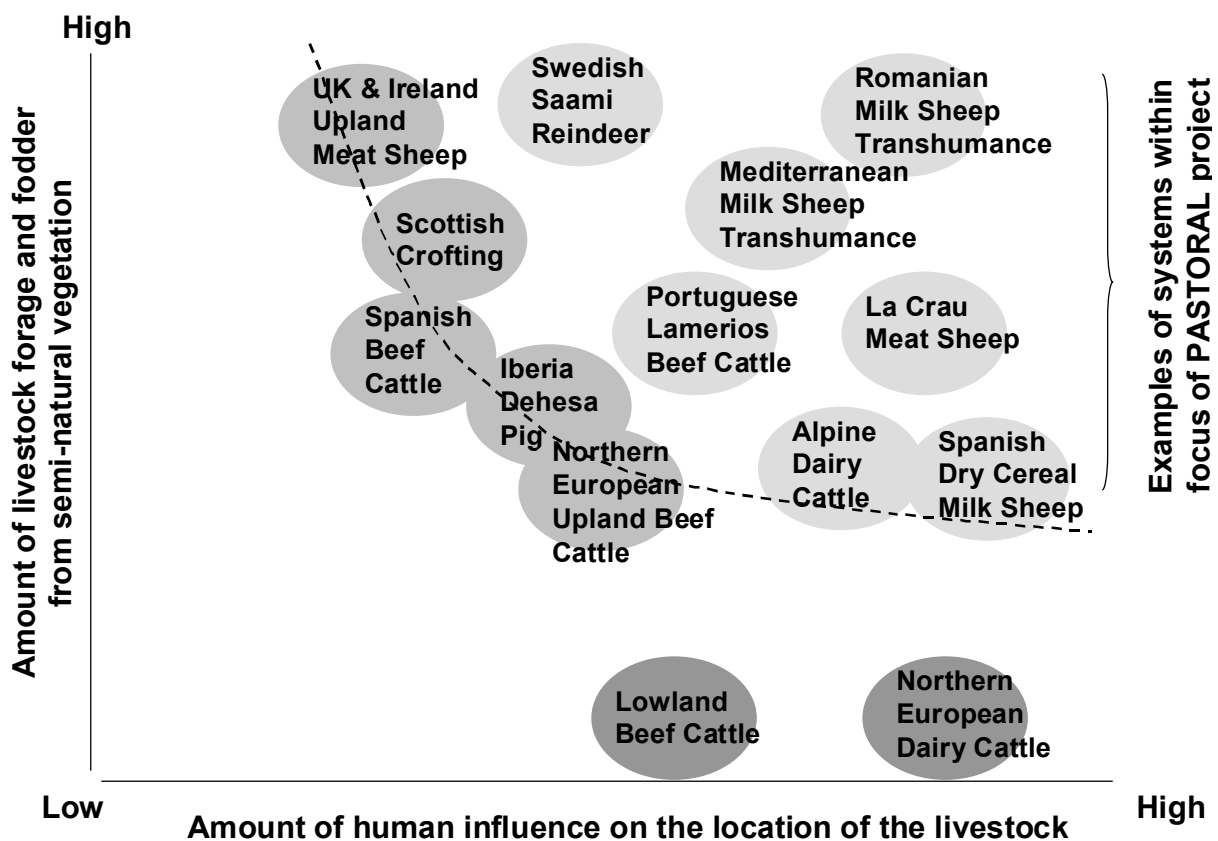 High
Amount of livestock forage and fodder
from semi-natural vegetation
UK & Ireland
Upland
Meat Sheep
Swedish
Saami
Reindeer
Romanian
Milk Sheep
Transhumance
Mediterranean
Milk Sheep
Transhumance
Scottish
Crofting
Spanish
Beef
Cattle
Portuguese
Lamerios
Beef Cattle
La Crau
Meat Sheep
Iberia
Dehesa
Pig
Northern
European
Upland Beef
Cattle
Alpine
Dairy
Cattle
Spanish
Dry Cereal
Milk Sheep
Examples of systems within
focus of PASTORAL project
Lowland
Beef Cattle
Northern
European
Dairy Cattle
Low
High
Amount of human influence on the location of the livestock